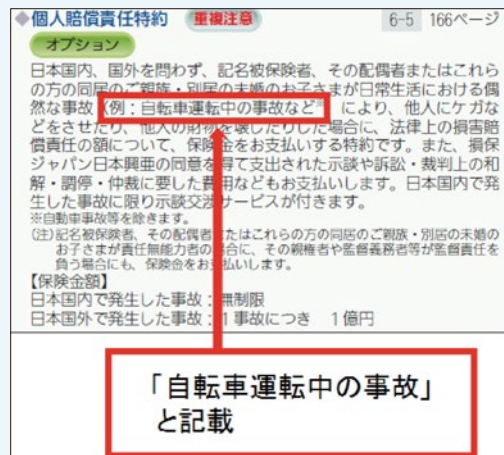 ◆個人賠償責任特約 重複注意 6-5 166ページ
オプション
日本国内、国外を問わず、記名被保険者、その配偶者またはこれら
の方の同居のご親族・別居の未婚のお子さまが日常生活における偶
然な事故（例：自転車運転中の事故など※）により、他人にケガな
どをさせたり、他人の財物を壊したりした場合に、法律上の損害賠
償責任の額について、保険金をお支払いする特約です。また、損保
ジャパン日本興亜の同意を得て支出された示談や訴訟・裁判上の和
解・調停・仲裁に要した費用などもお支払いします。日本国内で発
生した事故に限り示談交渉サービスが付きます。
※自動車事故等を除きます。
(注)記名被保険者、その配偶者またはこれらの方の同居のご親族・別居の未婚の
お子さまが責任無能力者の場合に、その親権者や監督義務者等が監督責任を
負う場合にも、保険金をお支払いします。
【保険金額】
日本国内で発生した事故：無制限
日本国外で発生した事故：1事故につき 1億円
「自転車運転中の事故」
と記載